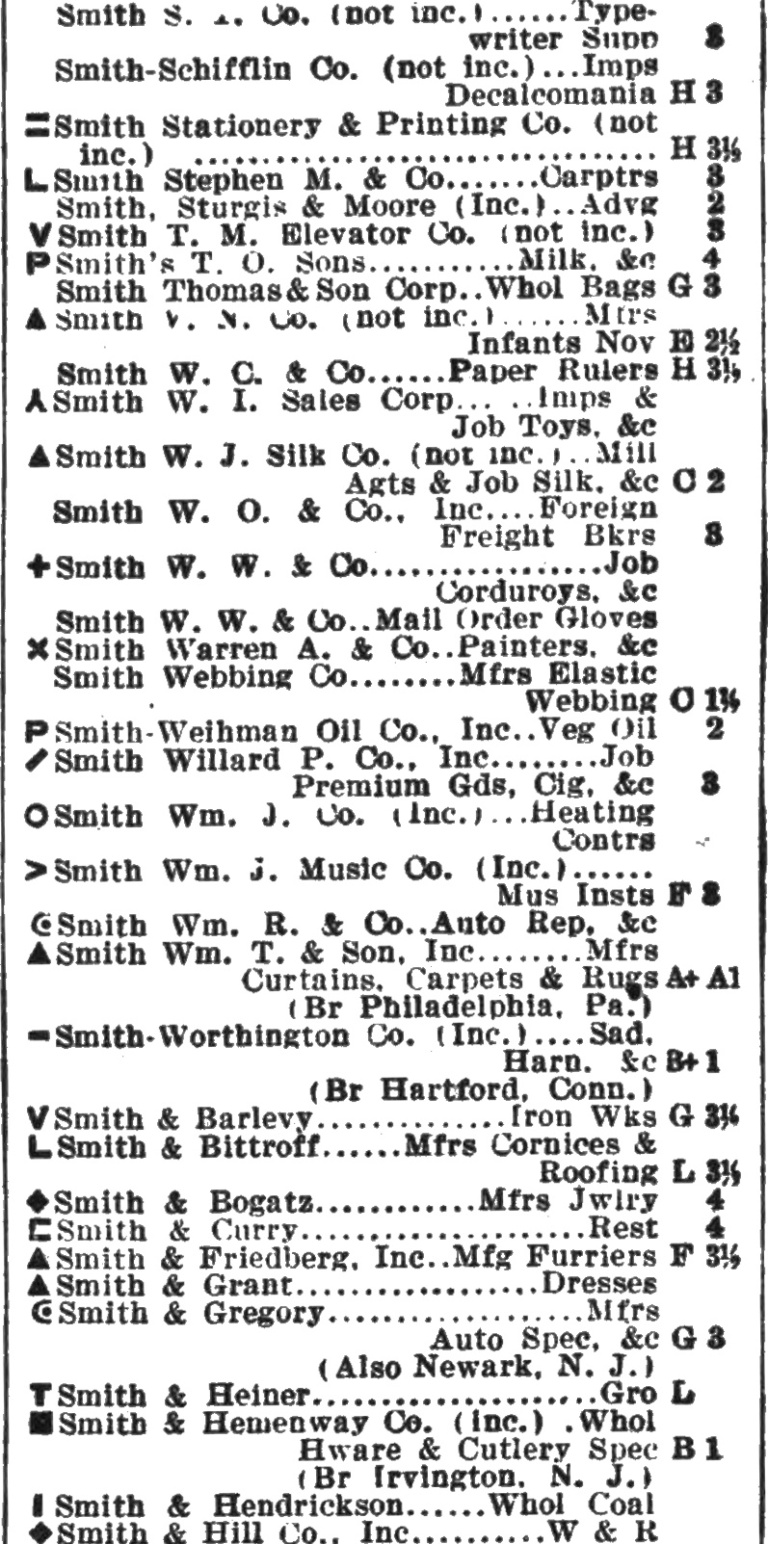 Smith S. Co. (not inc.)......Type-
writer Supp 3
Smith-Schifflin Co. (not inc.)...Imps
Decalcomania H 3
Smith Stationery & Printing Co. (not
inc.) ................................ H 3½
L Smith Stephen M. & Co.......Carptrs 3
Smith, Sturgis & Moore (Inc.)..Advg 2
V Smith T. M. Elevator Co. (not inc.) 3
P Smith's T. O. Sons...........Milk, &c 4
Smith Thomas & Son Corp..Whol Bags G 3
▲ Smith V. N. Co. (not inc.)......Mfrs
Infants Nov E 2½
Smith W. C. & Co......Paper Rulers H 3½
⅄ Smith W. I. Sales Corp.....Imps &
Job Toys, &c
▲ Smith W. J. Silk Co. (not inc.)..Mill
Agts & Job Silk, &c C 2
Smith W. O. & Co., Inc....Foreign
Freight Bkrs 3
+ Smith W. W. & Co.................Job
Corduroys, &c
Smith W. W. & Co..Mail Order Gloves
× Smith Warren A. & Co..Painters, &c
Smith Webbing Co........Mfrs Elastic
Webbing C 1½
P Smith-Weihman Oil Co., Inc..Veg Oil 2
/ Smith Willard P. Co., Inc........Job
Premium Gds, Cig, &c 3
O Smith Wm. J. Co. (Inc.)...Heating
Contrs
> Smith Wm. J. Music Co. (Inc.)......
Mus Insts F 3
Smith Wm. R. & Co..Auto Rep, &c
▲ Smith Wm. T. & Son, Inc........Mfrs
Curtains, Carpets & Rugs A+ A1
(Br Philadelphia, Pa.)
- Smith-Worthington Co. (Inc.)....Sad,
Harn, &c B+ 1
(Br Hartford, Conn.)
V Smith & Barlevy..............Iron Wks G 3½
L Smith & Bittroff......Mfrs Cornices &
Roofing L 3½
◆ Smith & Bogatz............Mfrs Jwlry 4
⊏ Smith & Curry.....................Rest 4
▲ Smith & Friedberg, Inc..Mfg Furriers F 3½
▲ Smith & Grant..................Dresses
Smith & Gregory...................Mfrs
Auto Spec, &c G 3
(Also Newark, N. J.)
T Smith & Heiner.....................Gro L
■ Smith & Hemenway Co. (Inc.) .Whol
Hware & Cutlery Spec B 1
(Br Irvington, N. J.)
I Smith & Hendrickson......Whol Coal
◆ Smith & Hill Co., Inc..........W & R